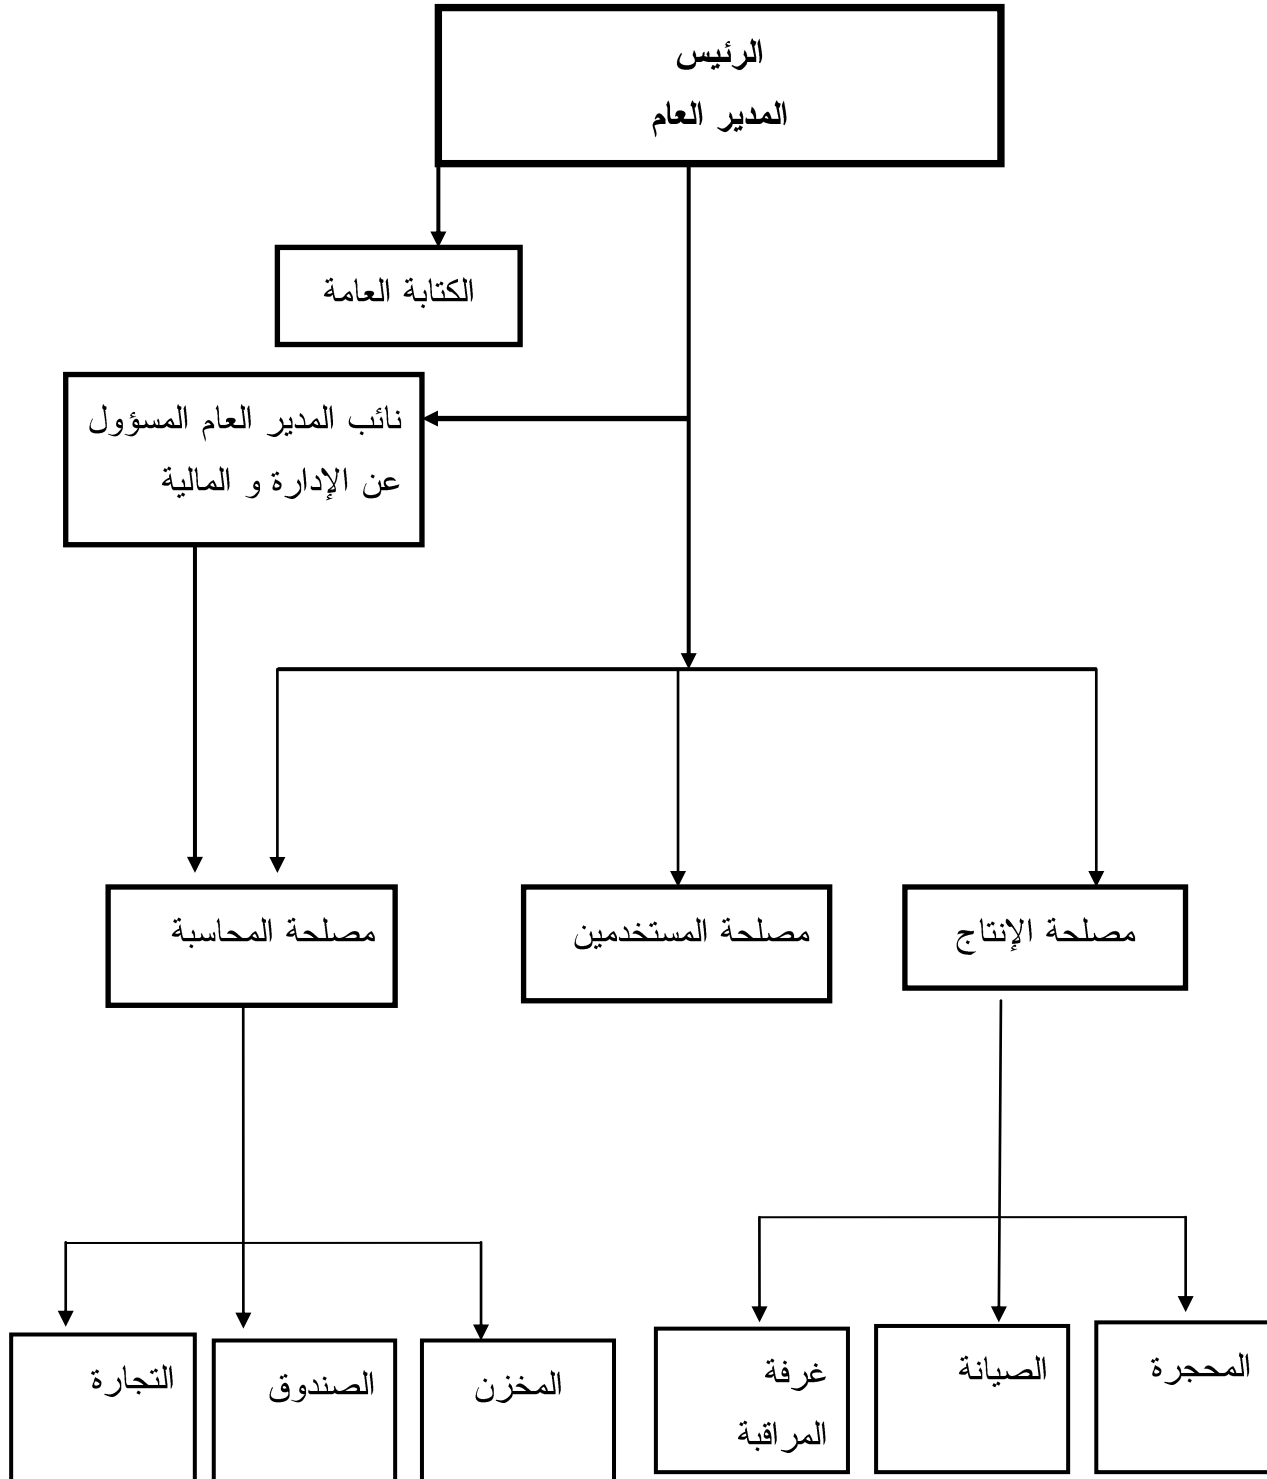 الرئيس
المدير العام
الكتابة العامة
نائب المدير العام المسؤول
عن الإدارة و المالية
مصلحة الإنتاج
مصلحة المستخدمين
مصلحة المحاسبة
المحجرة
الصيانة
غرفة
المراقبة
المخزن
الصندوق
التجارة